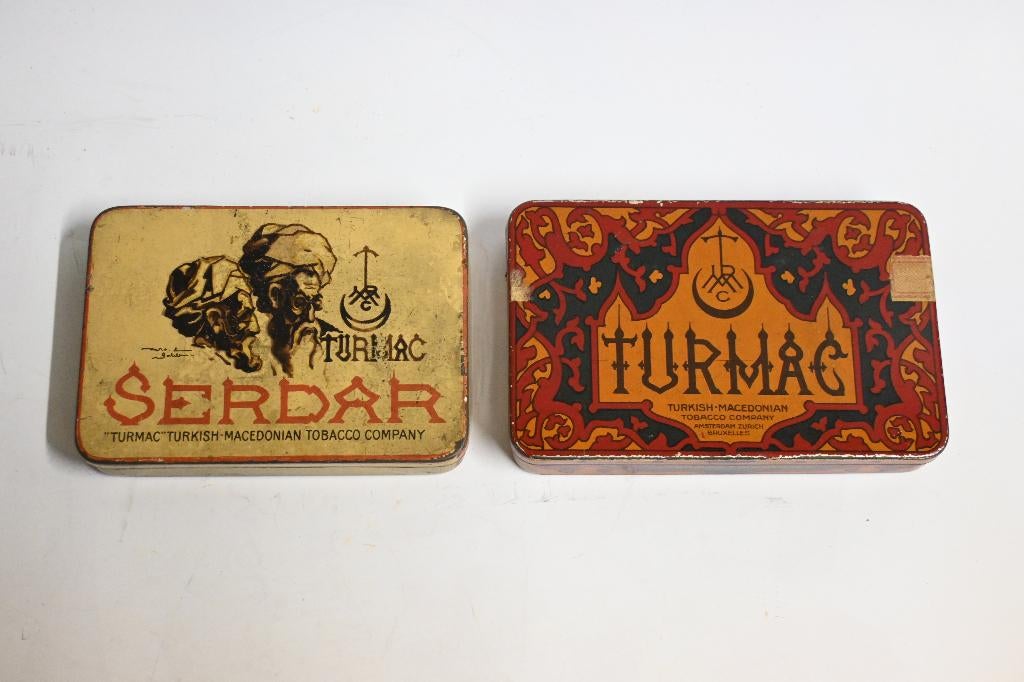 TURMAC
SERDAR
"TURMAC" TURKISH-MACEDONIAN TOBACCO COMPANY
TURMAC
TURKISH-MACEDONIAN
TOBACCO COMPANY
AMSTERDAM ZURICH
BRUXELLES